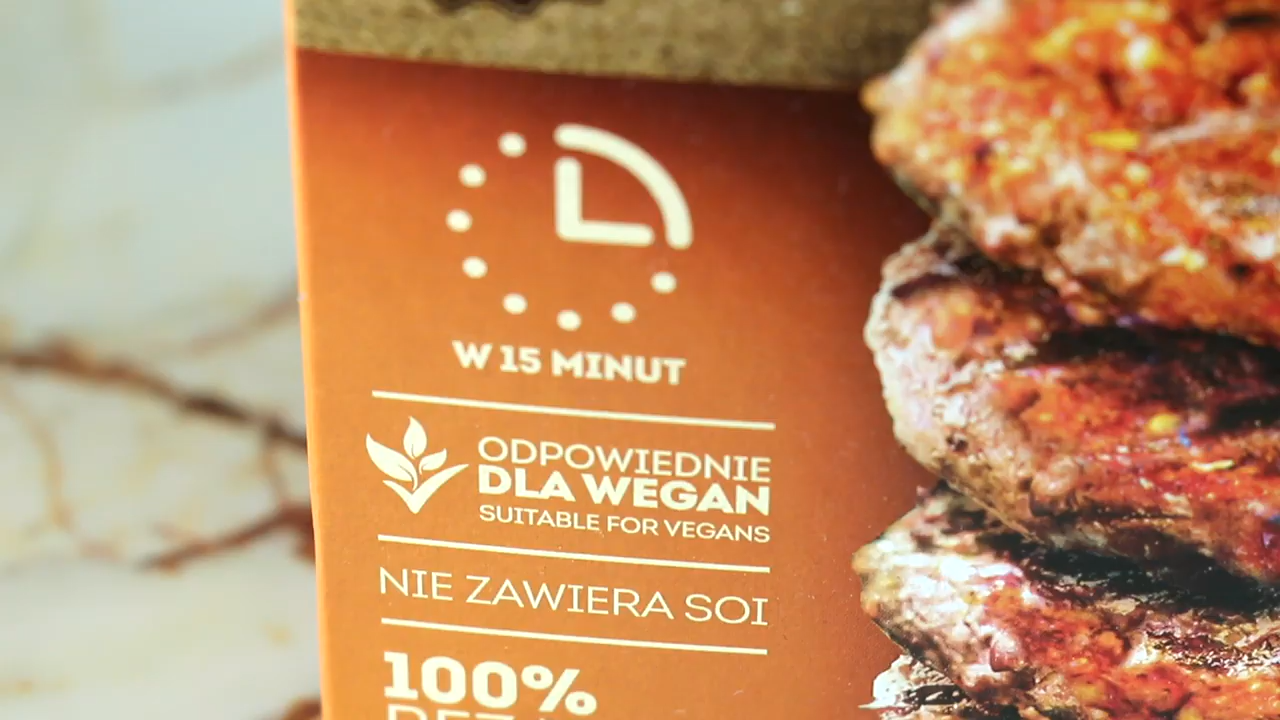 W 15 MINUT
ODPOWIEDNIE
DLA WEGAN
SUITABLE FOR VEGANS
NIE ZAWIERA SOI
100%